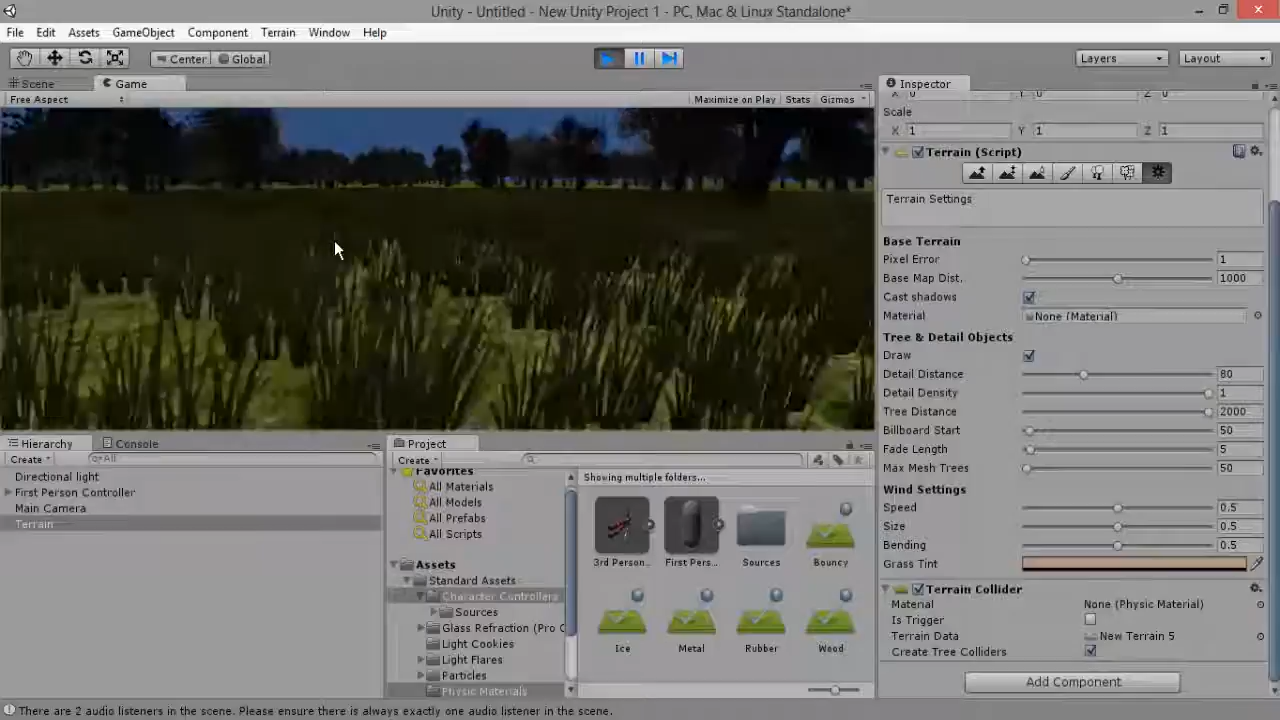 Unity - Untitled - New Unity Project 1 - PC, Mac & Linux Standalone*
File Edit Assets GameObject Component Terrain Window Help
Center Global Layers Layout
Scene Game Inspector
Free Aspect Maximize on Play Stats Gizmos
X 0 Y 0 Z 0
Scale
X 1 Y 1 Z 1
Terrain (Script)
Terrain Settings
Base Terrain
Pixel Error 1
Base Map Dist. 1000
Cast shadows
Material None (Material)
Tree & Detail Objects
Draw
Detail Distance 80
Detail Density 1
Tree Distance 2000
Billboard Start 50
Fade Length 5
Max Mesh Trees 50
Wind Settings
Speed 0.5
Size 0.5
Bending 0.5
Grass Tint
Terrain Collider
Material None (Physic Material)
Is Trigger
Terrain Data New Terrain 5
Create Tree Colliders
Add Component
Hierarchy Console
Create All
Directional light
First Person Controller
Main Camera
Terrain
Project
Create
Favorites
All Materials
All Models
All Prefabs
All Scripts
Assets
Standard Assets
Character Controllers
Sources
Glass Refraction (Pro O
Light Cookies
Light Flares
Particles
Physic Materials
Showing multiple folders...
3rd Person... First Pers... Sources Bouncy
Ice Metal Rubber Wood
There are 2 audio listeners in the scene. Please ensure there is always exactly one audio listener in the scene.